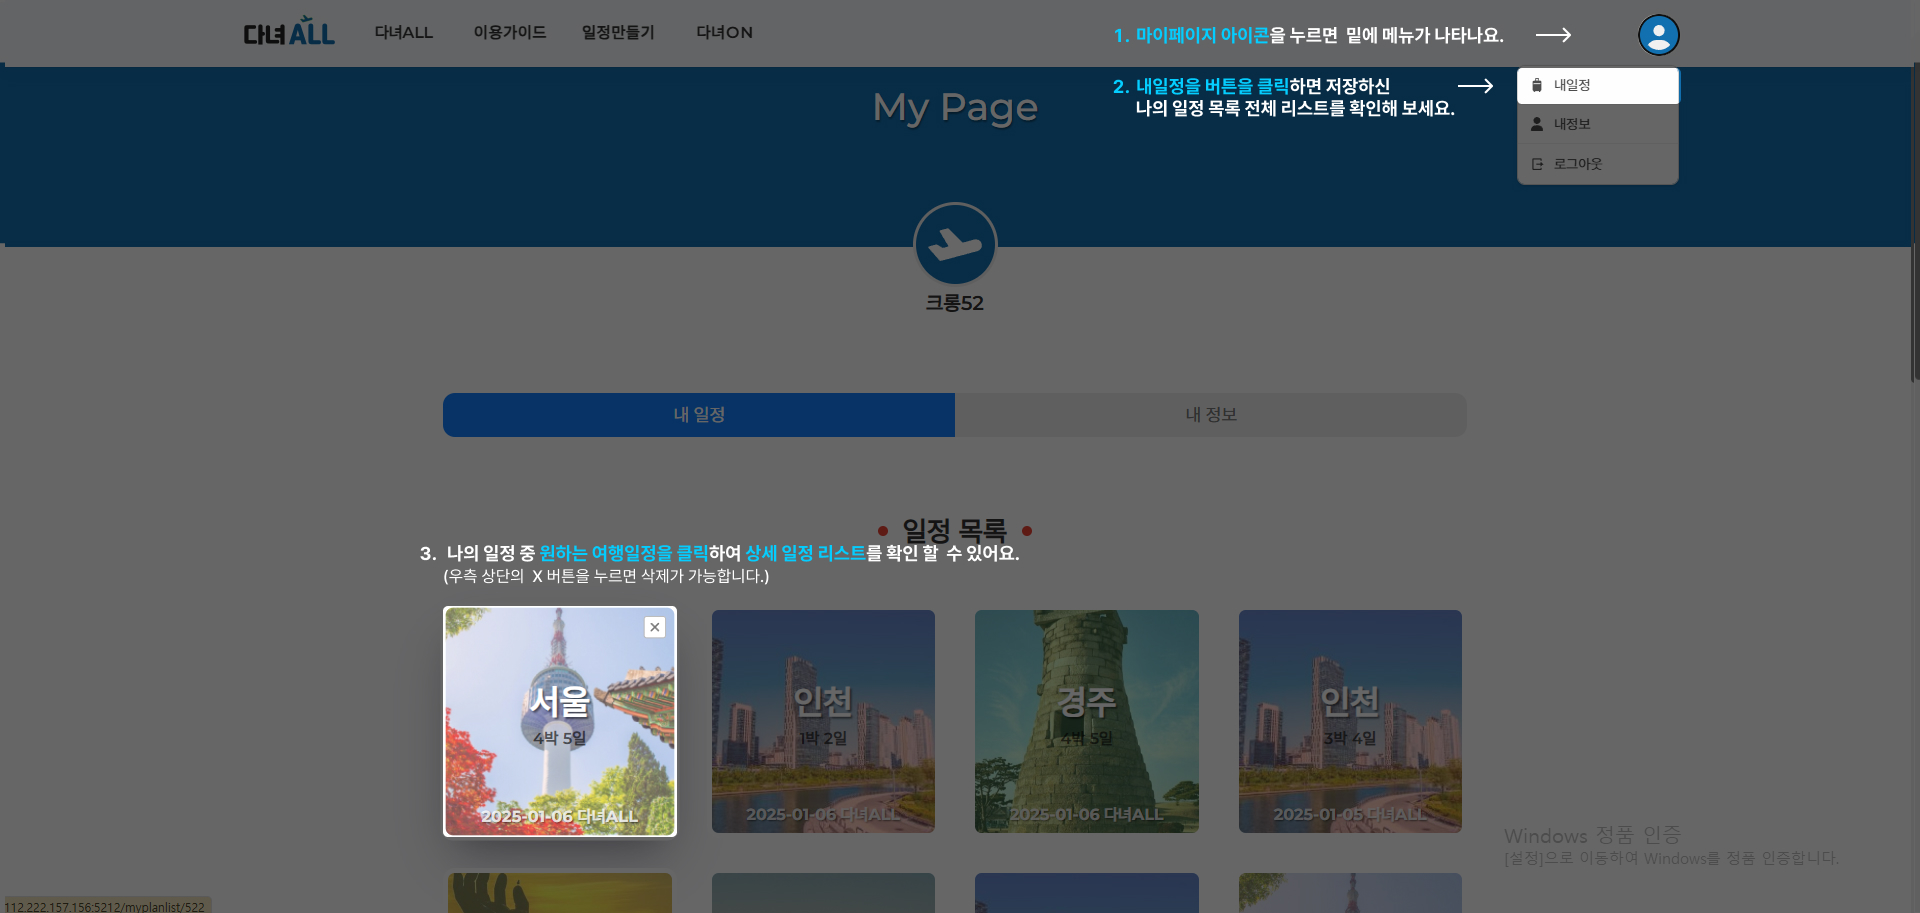 다녀ALL
다녀ALL
이용가이드
일정만들기
다녀ON
1. 마이페이지 아이콘을 누르면 밑에 메뉴가 나타나요.
2. 내일정을 버튼을 클릭하면 저장하신
나의 일정 목록 전체 리스트를 확인해 보세요.
내일정
내정보
로그아웃
My Page
크롱52
내 일정
내 정보
일정 목록
3. 나의 일정 중 원하는 여행일정을 클릭하여 상세 일정 리스트를 확인 할 수 있어요.
(우측 상단의 X 버튼을 누르면 삭제가 가능합니다.)
서울
4박 5일
2025-01-06 다녀ALL
인천
1박 2일
2025-01-06 다녀ALL
경주
4박 5일
2025-01-06 다녀ALL
인천
3박 4일
2025-01-05 다녀ALL
Windows 정품 인증
[설정]으로 이동하여 Windows를 정품 인증합니다.
112.222.157.156:5212/myplanlist/522